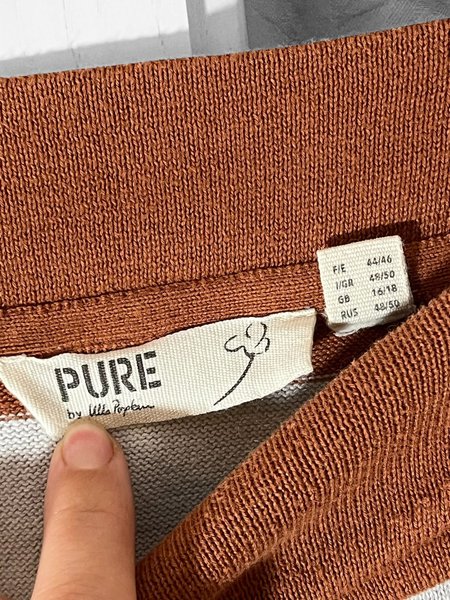 PURE
by Ulla Popken
F/E 44/46
I/GR 48/50
GB 16/18
RUS 48/50